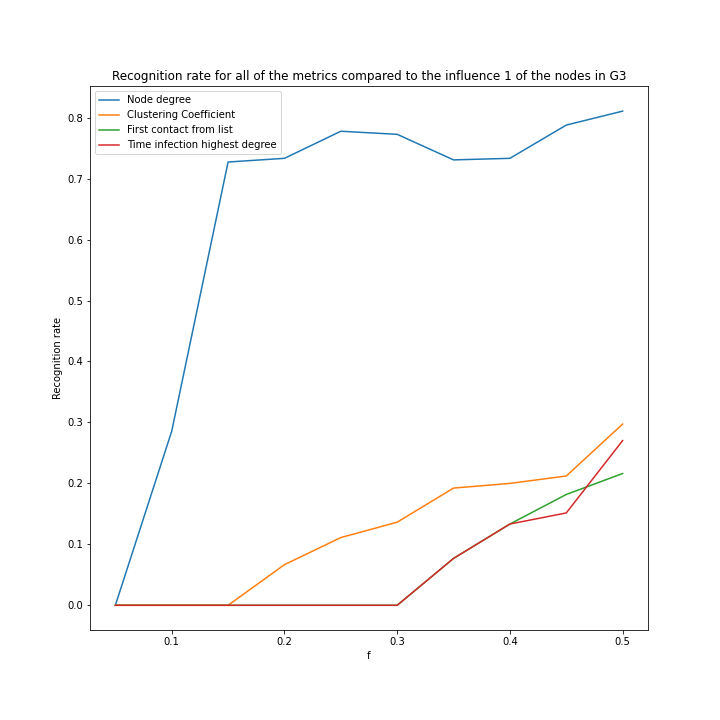 Recognition rate for all of the metrics compared to the influence 1 of the nodes in G3
Node degree
Clustering Coefficient
First contact from list
Time infection highest degree
0.8
0.7
0.6
0.5
0.4
0.3
0.2
0.1
0.0
Recognition rate
0.1 0.2 0.3 0.4 0.5
f